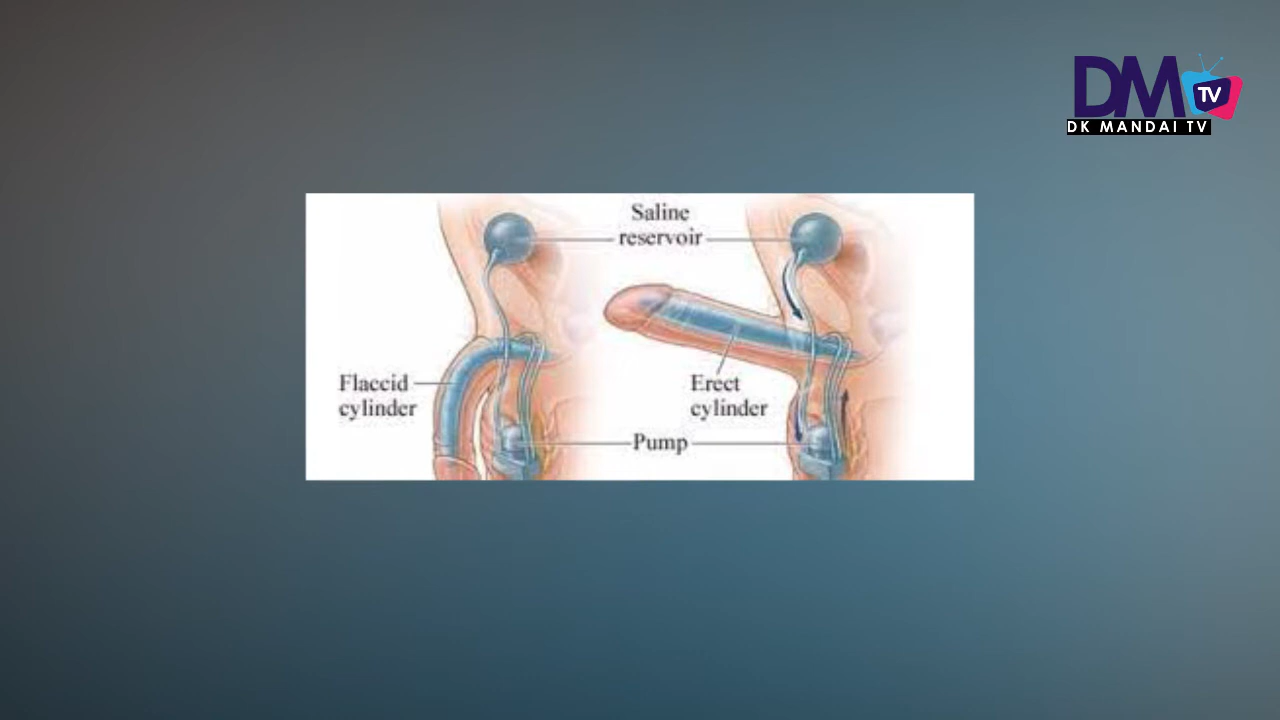 DM
TV
DK MANDAI TV
Saline
reservoir
Flaccid
cylinder
Erect
cylinder
Pump